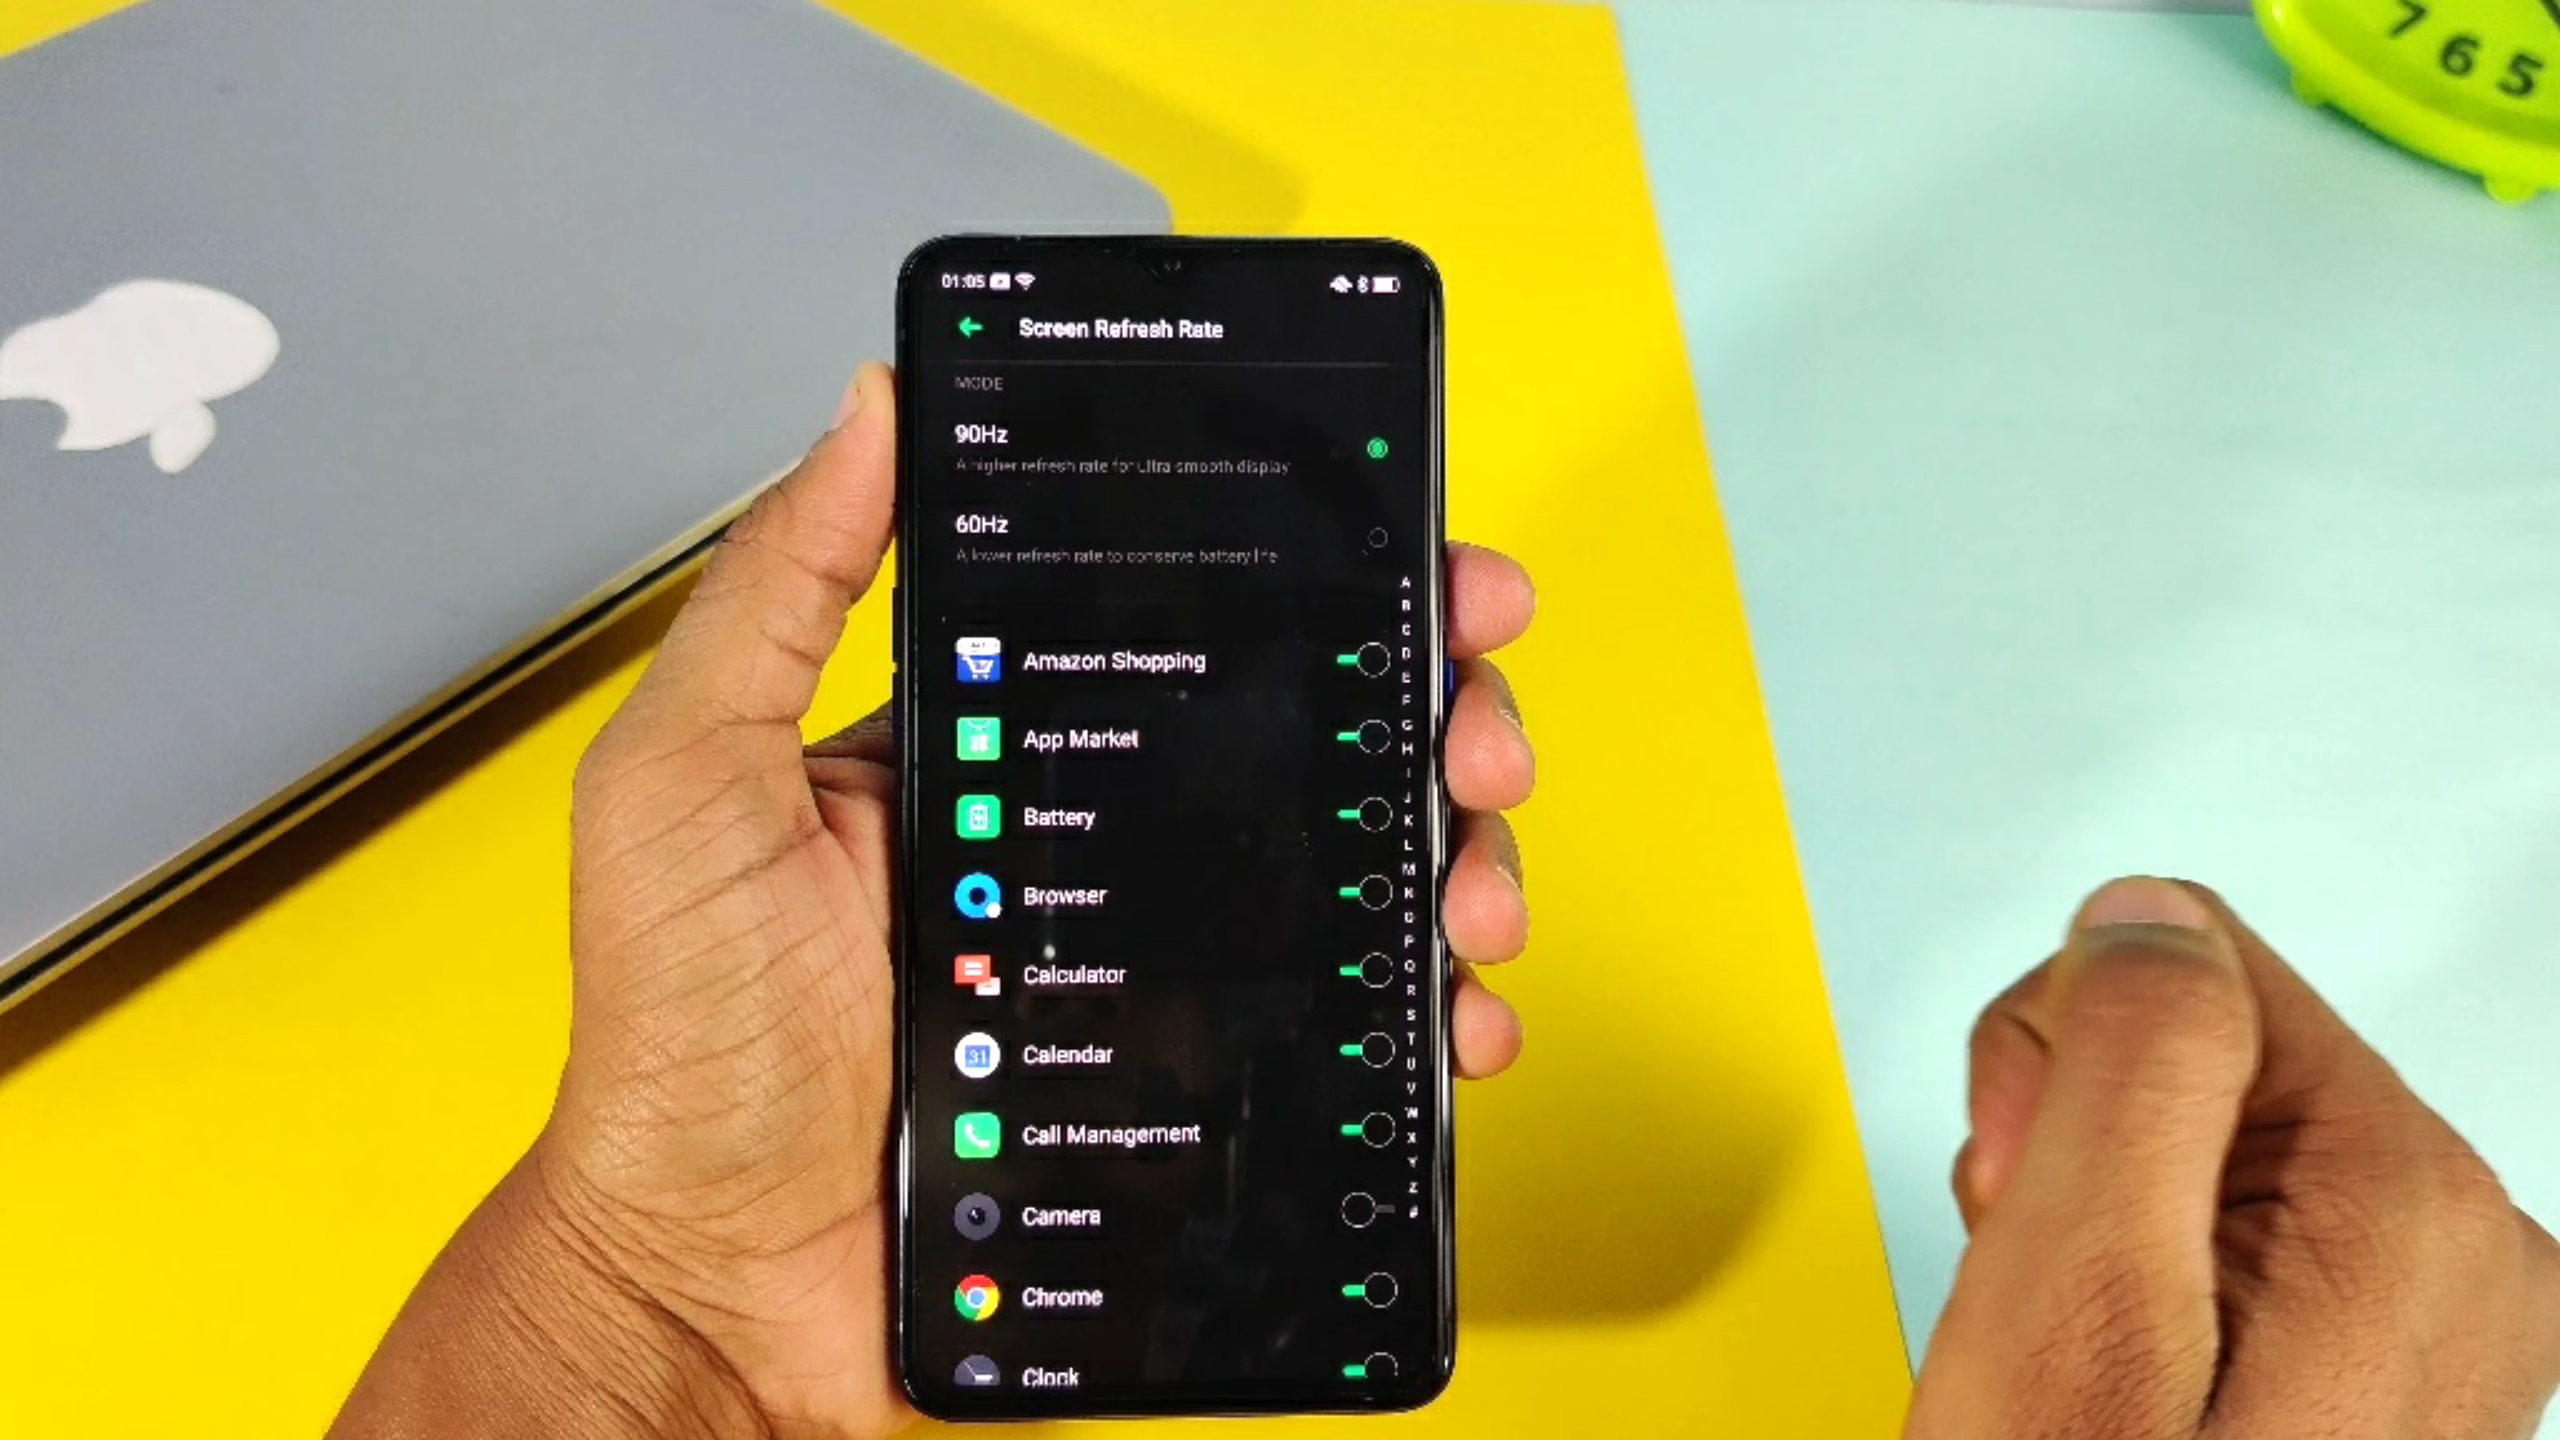 7 6 5
01:05
Screen Refresh Rate
MODE
90Hz
A higher refresh rate for ultra smooth display
60Hz
A lower refresh rate to conserve battery life
Amazon Shopping
App Market
Battery
Browser
Calculator
31
Calendar
Call Management
Camera
Chrome
Clock
A
B
C
D
E
F
G
H
I
J
K
L
M
N
O
P
Q
R
S
T
U
V
W
X
Y
Z
#